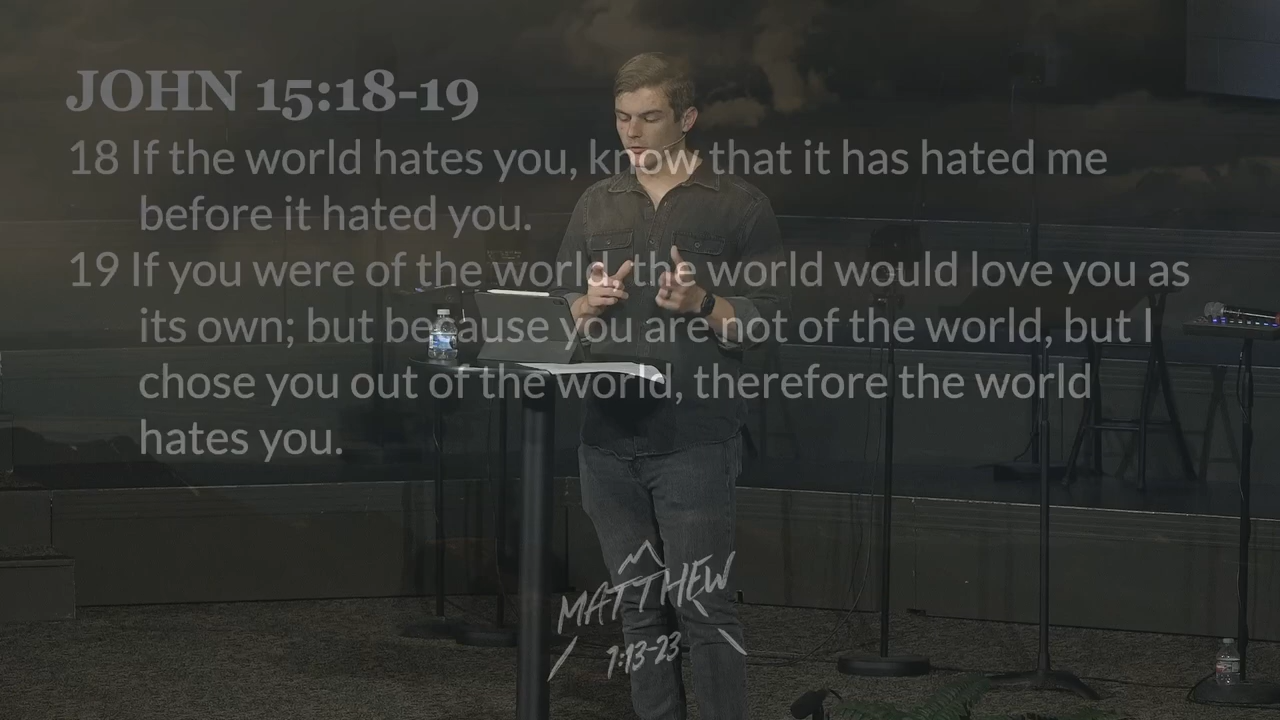 JOHN 15:18-19
18 If the world hates you, know that it has hated me
before it hated you.
19 If you were of the world, the world would love you as
its own; but because you are not of the world, but I
chose you out of the world, therefore the world
hates you.
MATTHEW
7:13-23